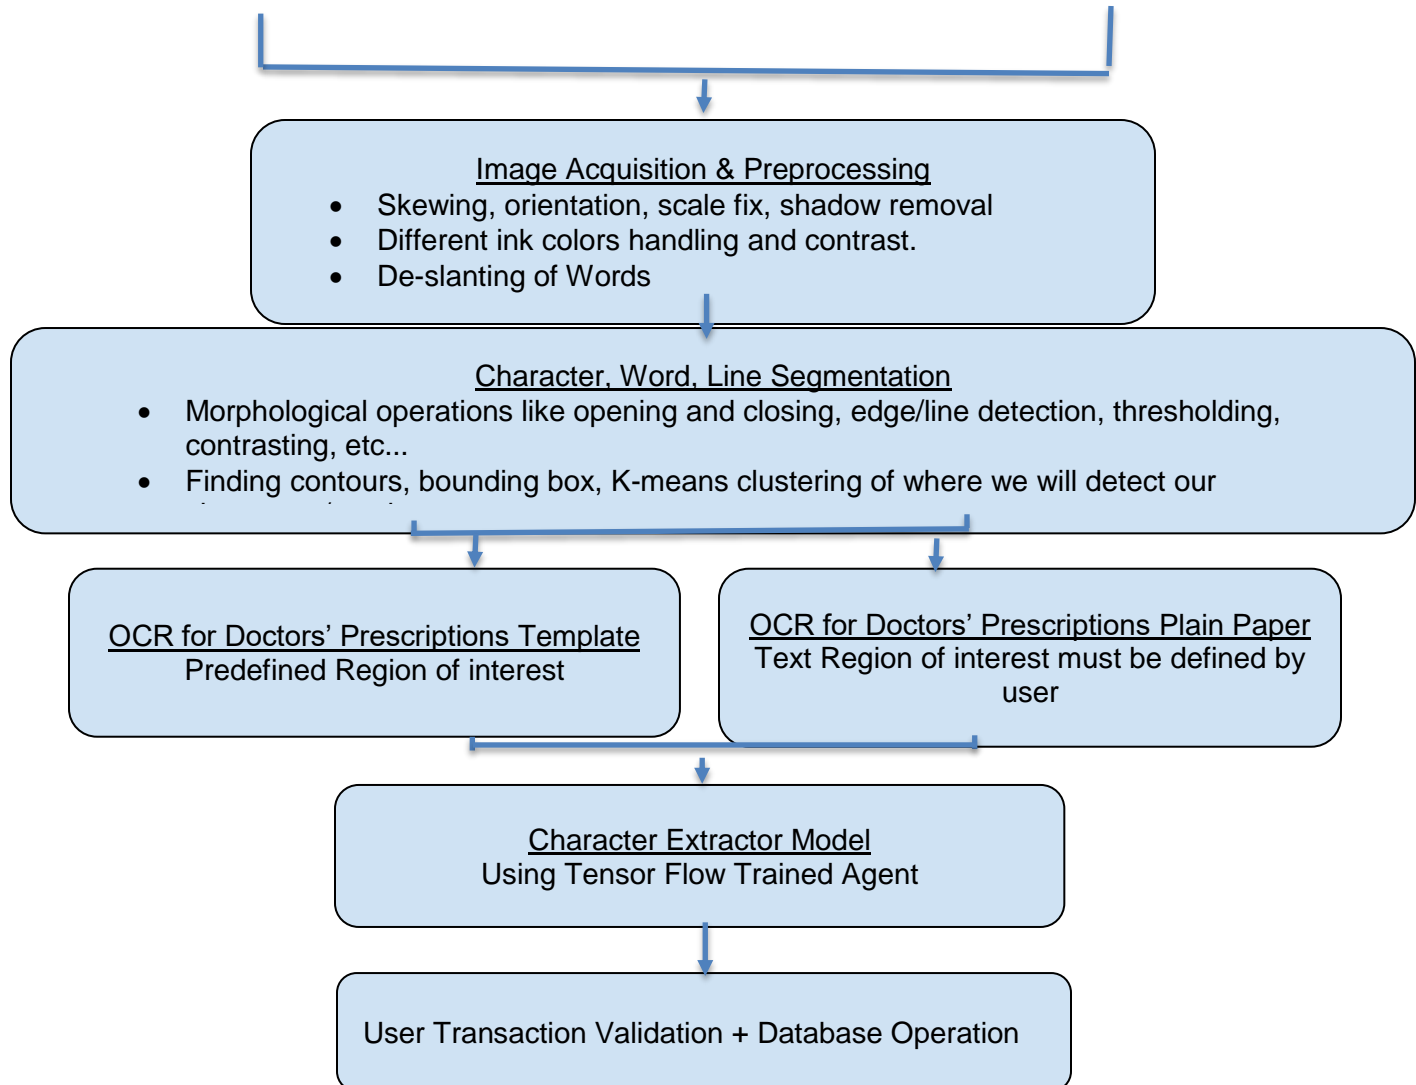 Image Acquisition & Preprocessing
• Skewing, orientation, scale fix, shadow removal
• Different ink colors handling and contrast.
• De-slanting of Words
Character, Word, Line Segmentation
• Morphological operations like opening and closing, edge/line detection, thresholding,
contrasting, etc...
• Finding contours, bounding box, K-means clustering of where we will detect our
OCR for Doctors’ Prescriptions Template
Predefined Region of interest
OCR for Doctors’ Prescriptions Plain Paper
Text Region of interest must be defined by
user
Character Extractor Model
Using Tensor Flow Trained Agent
User Transaction Validation + Database Operation